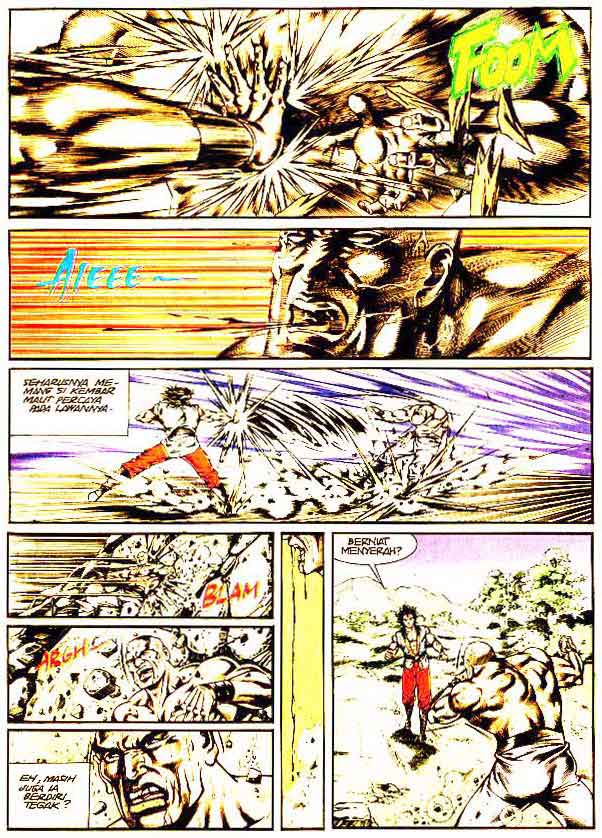 FOOM
AIEEE
SEHARUSNYA ME-
MANG SI KEMBAR
MAUT PERCAYA
PADA LAWANNYA.
BLAM
ARGH
EH, MASIH
JUGA IA
BERDIRI
TEGAK?
BERNIAT
MENYERAH?